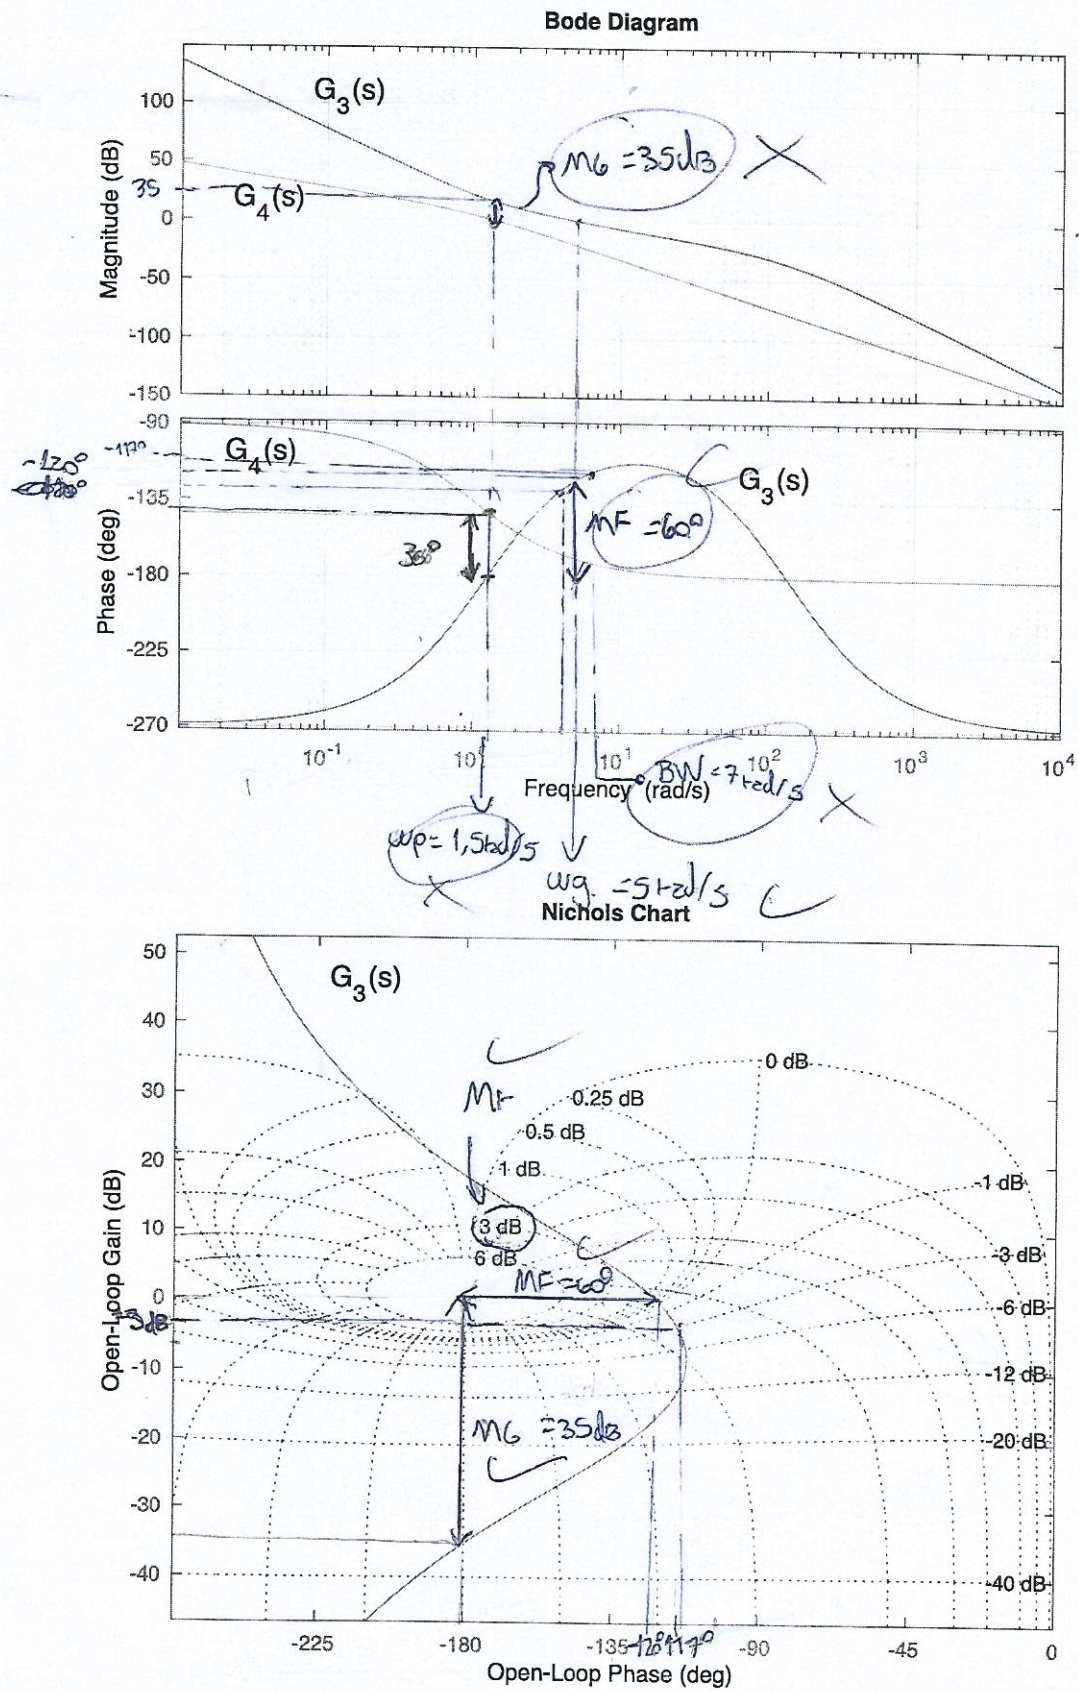 Bode Diagram
G3(s)
MG = 35dB
100
50
35
G4(s)
0
-50
-100
-150
Magnitude (dB)
-90
-117°
-120°
G4(s)
G3(s)
-135
MF = 60°
-180
-225
-270
Phase (deg)
10-1 101 102 103 104
BW = 7rad/s
Frequency (rad/s)
wp = 1,5rad/s
wg = 5rad/s
Nichols Chart
G3(s)
50
40
30
20
10
0
-3dB
-10
-20
-30
-40
Open-Loop Gain (dB)
0 dB
0.25 dB
0.5 dB
1 dB
-1 dB
3 dB
6 dB
-3 dB
MF = 60°
-6 dB
-12 dB
MG = 35dB
-20 dB
-40 dB
-225 -180 -135 -117° -90 -45 0
Open-Loop Phase (deg)